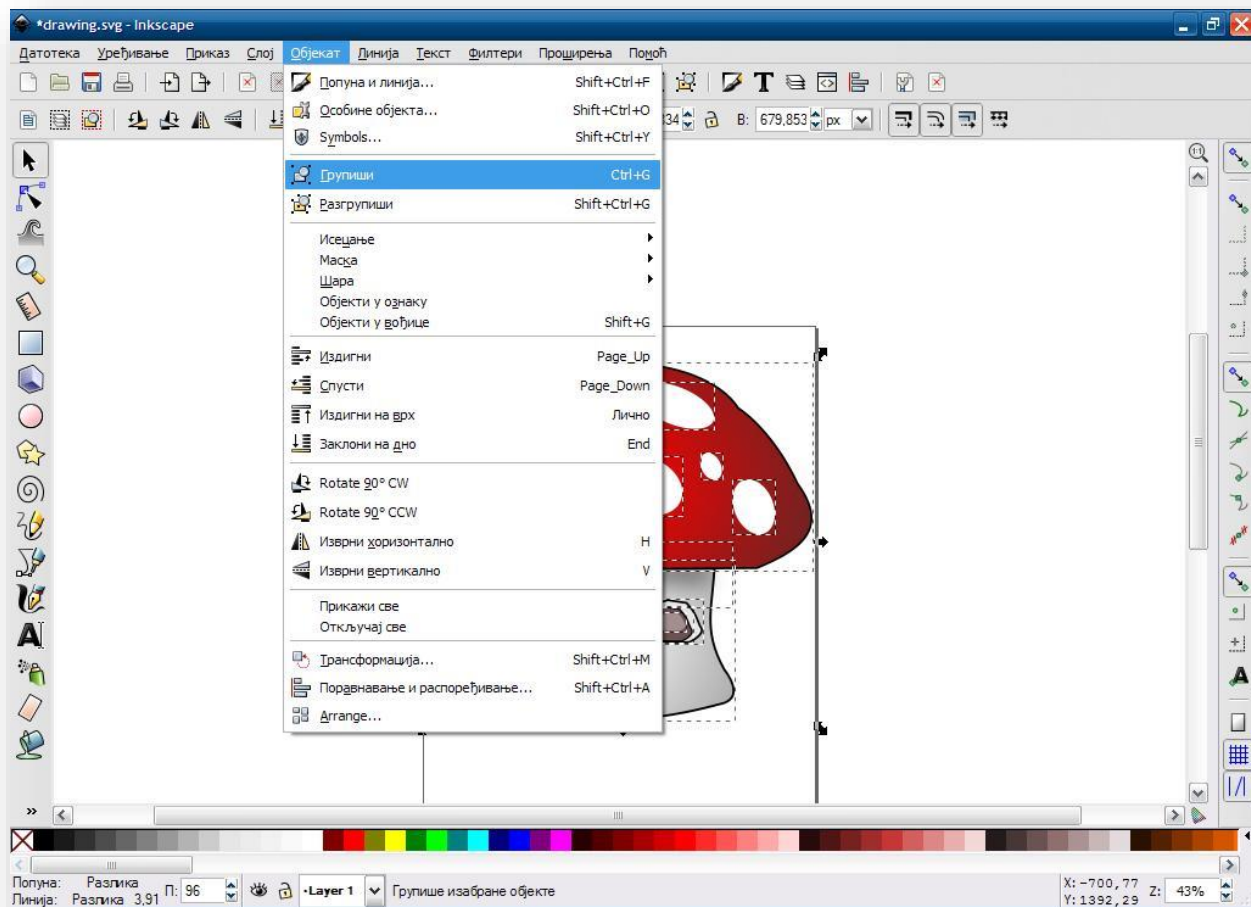 *drawing.svg - Inkscape
Датотека Уређивање Приказ Слој Објекат Линија Текст Филтери Проширења Помоћ
Попуна и линија... Shift+Ctrl+F
Особине објекта... Shift+Ctrl+O
334 В: 679,853 px
Symbols... Shift+Ctrl+Y
Групиши Ctrl+G
Разгрупиши Shift+Ctrl+G
Исецање
Маска
Шара
Објекти у ознаку
Објекти у вођице Shift+G
Издигни Page_Up
Спусти Page_Down
Издигни на врх Лично
Заклони на дно End
Rotate 90° CW
Rotate 90° CCW
Изврни хоризонтално H
Изврни вертикално V
Прикажи све
Откључај све
Трансформација... Shift+Ctrl+M
Поравнавање и распоређивање... Shift+Ctrl+A
Arrange...
Попуна: Разлика
Линија: Разлика 3,91
П: 96 ·Layer 1 Групише изабране објекте
X: -700,77
Y: 1392,29
Z: 43%